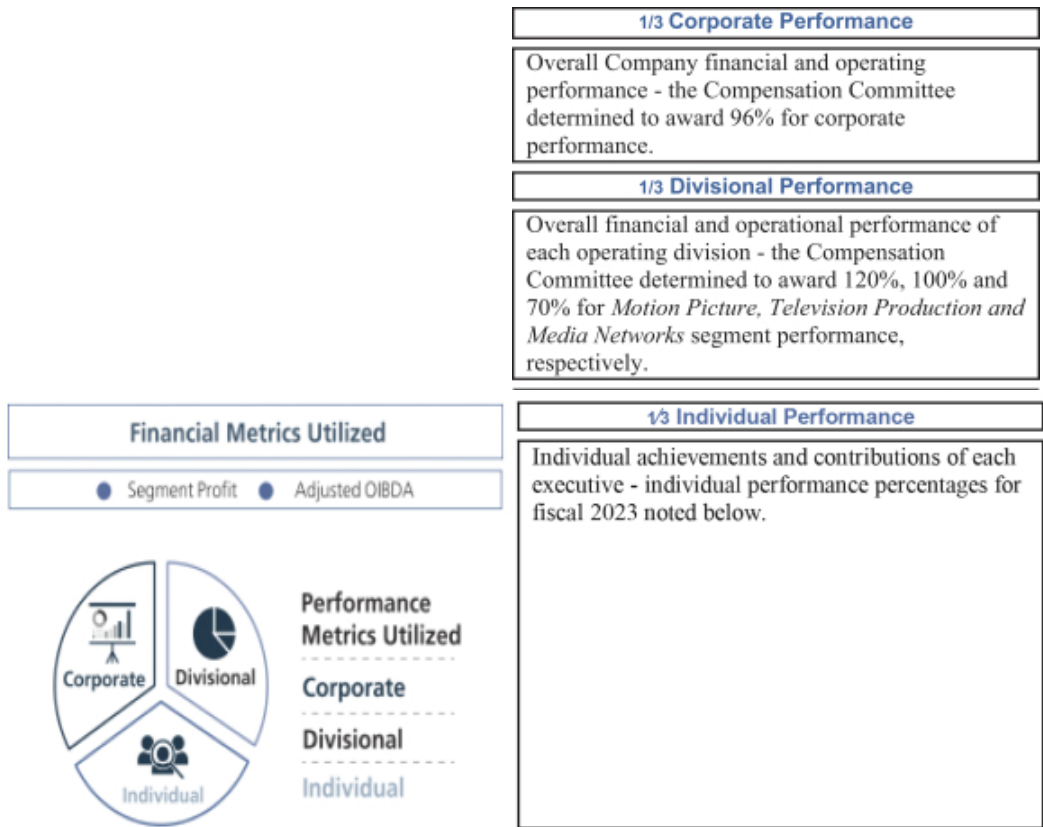 1/3 Corporate Performance
Overall Company financial and operating
performance - the Compensation Committee
determined to award 96% for corporate
performance.
1/3 Divisional Performance
Overall financial and operational performance of
each operating division - the Compensation
Committee determined to award 120%, 100% and
70% for Motion Picture, Television Production and
Media Networks segment performance,
respectively.
Financial Metrics Utilized
Segment Profit Adjusted OIBDA
Corporate
Divisional
Individual
Performance
Metrics Utilized
Corporate
Divisional
Individual
1/3 Individual Performance
Individual achievements and contributions of each
executive - individual performance percentages for
fiscal 2023 noted below.